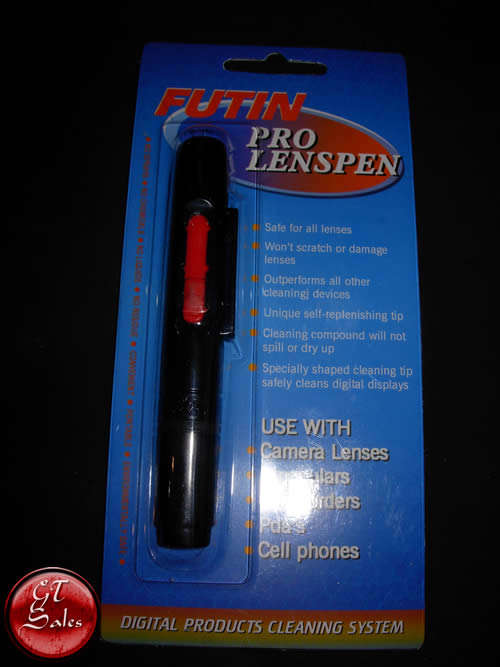 FUTIN
PRO
LENSPEN
Safe for all lenses
Won't scratch or damage
lenses
Outperforms all other
cleaning devices
Unique self-replenishing tip
Cleaning compound will not
spill or dry up
Specially shaped cleaning tip
safely cleans digital displays
USE WITH
Camera Lenses
Pda's
Cell phones
DIGITAL PRODUCTS CLEANING SYSTEM
GT
Sales